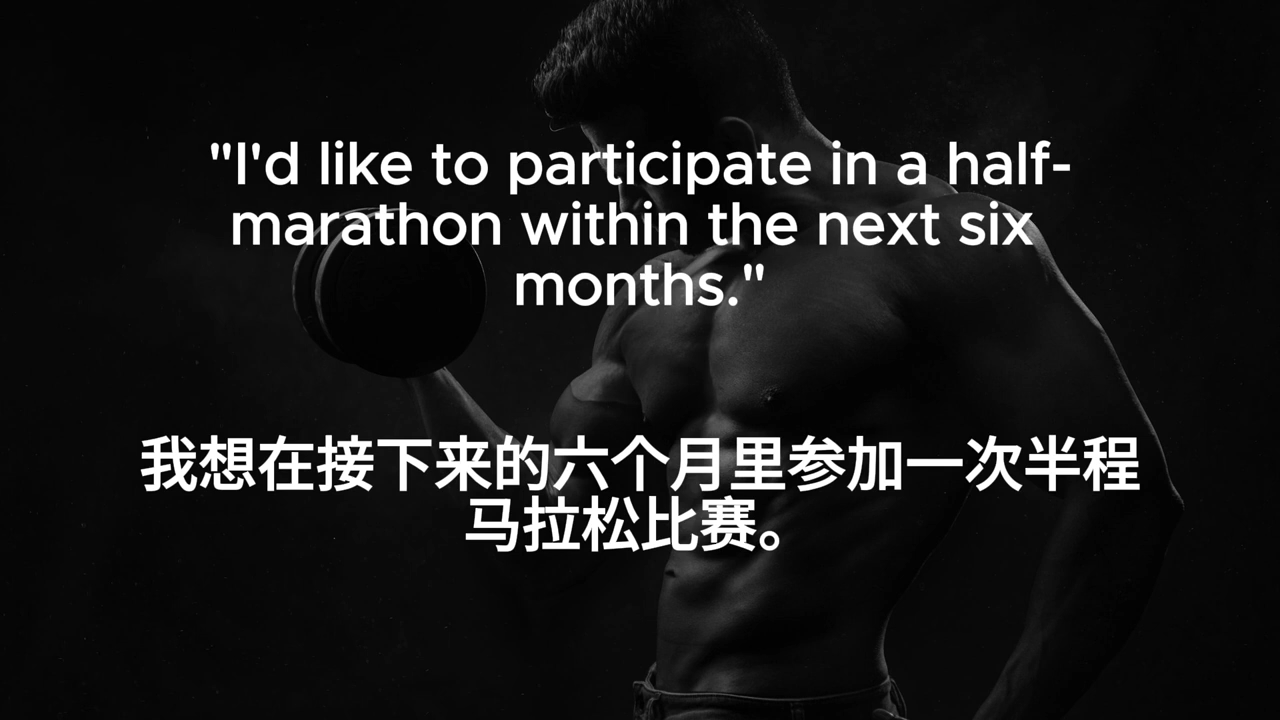 "I'd like to participate in a half-
marathon within the next six
months."
我想在接下来的六个月里参加一次半程
马拉松比赛。